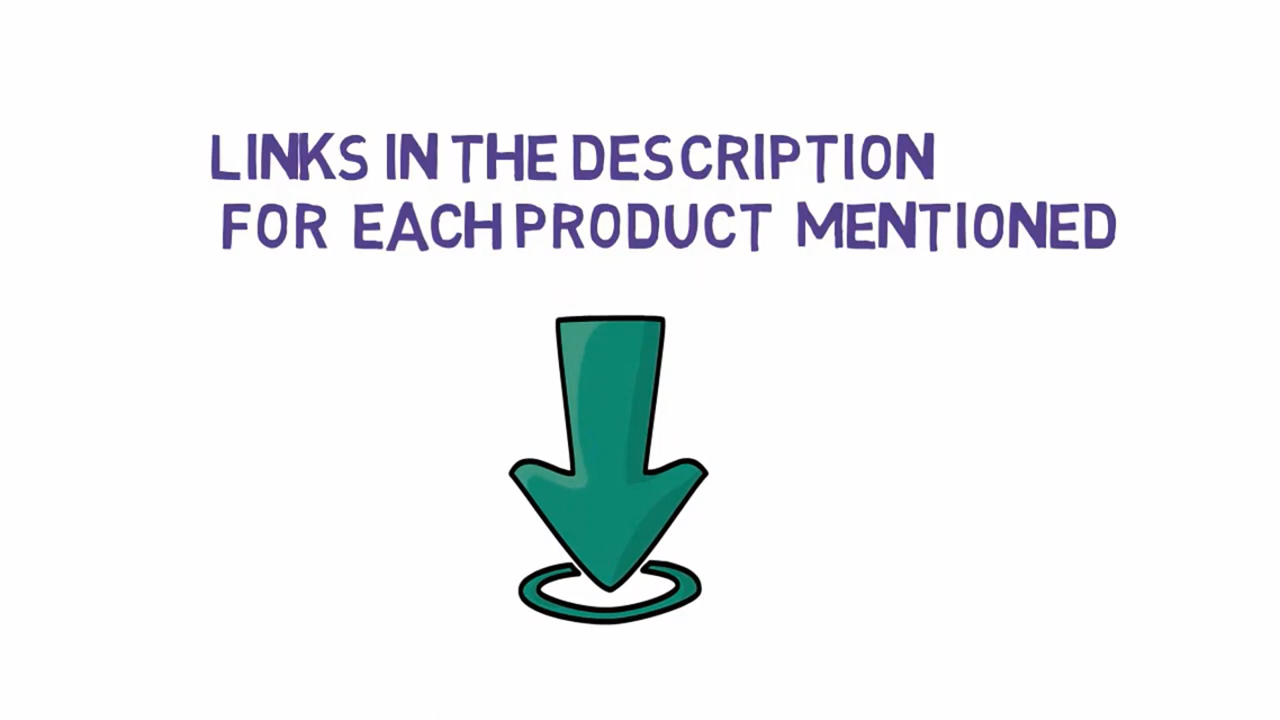 LINKS IN THE DESCRIPTION
FOR EACH PRODUCT MENTIONED